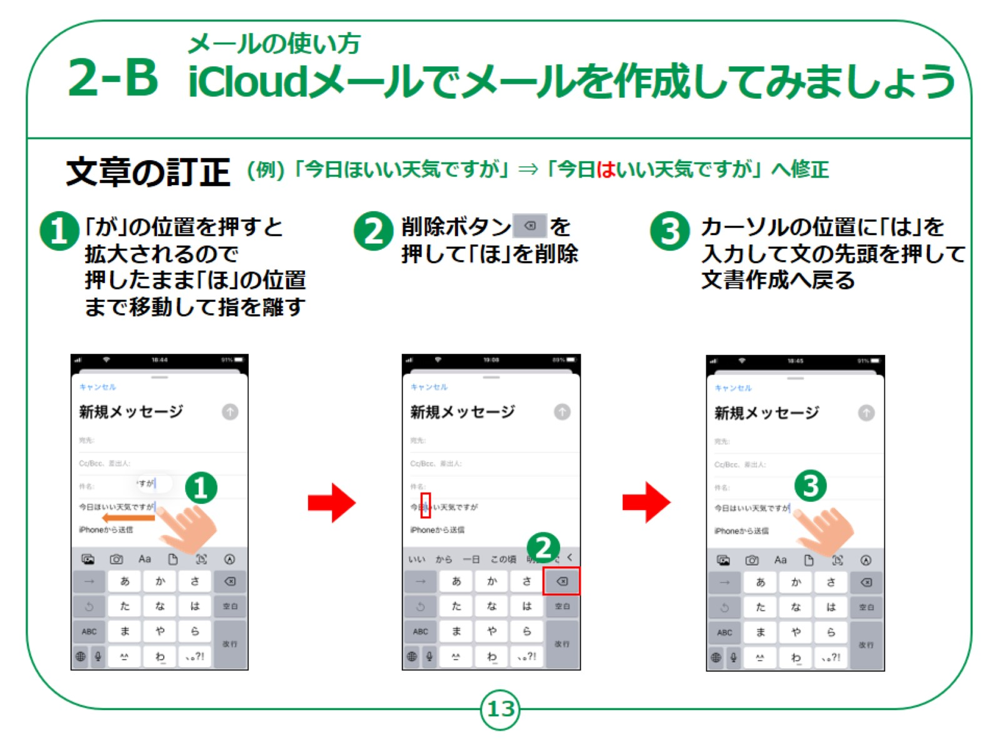 メールの使い方
2-B iCloudメールでメールを作成してみましょう
文章の訂正 (例)「今日ほいい天気ですが」⇒「今日はいい天気ですが」へ修正
1 「が」の位置を押すと
拡大されるので
押したまま「ほ」の位置
まで移動して指を離す
2 削除ボタン を
押して「ほ」を削除
3 カーソルの位置に「は」を
入力して文の先頭を押して
文書作成へ戻る
18:44 91%
キャンセル
新規メッセージ
宛先:
Cc/Bcc、差出人:
すが
件名:
1
今日ほいい天気ですが
iPhoneから送信
Aa
→ あ か さ
た な は 空白
ABC ま や ら
改行
^^ わ 、。?!
19:08 89%
キャンセル
新規メッセージ
宛先:
Cc/Bcc、差出人:
件名:
今日いい天気ですが
iPhoneから送信
2
いい から 一日 この頃
→ あ か さ
た な は 空白
ABC ま や ら
改行
^^ わ 、。?!
18:45 91%
キャンセル
新規メッセージ
宛先:
Cc/Bcc、差出人:
件名:
3
今日はいい天気ですが
iPhoneから送信
Aa
→ あ か さ
た な は 空白
ABC ま や ら
改行
^^ わ 、。?!
13